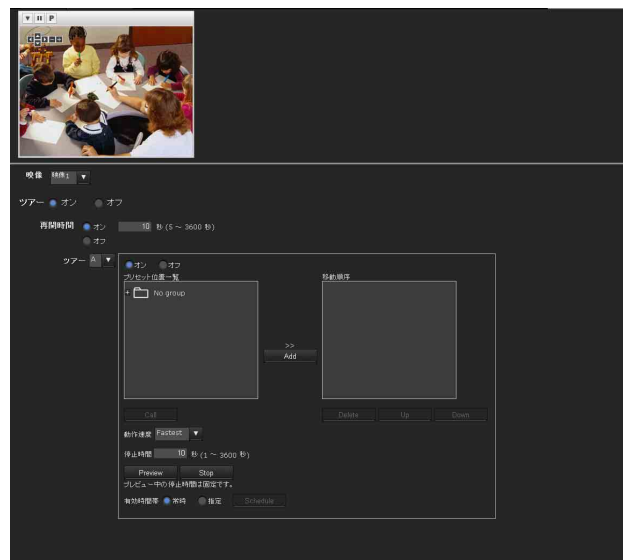 P
映像 映像1
ツアー オン オフ
再開時間 オン 10 秒 (5 ~ 3600 秒)
オフ
ツアー A
オン オフ
プリセット位置一覧 移動順序
+ No group
>>
Add
Call Delete Up Down
動作速度 Fastest
停止時間 10 秒 (1 ~ 3600 秒)
Preview Stop
プレビュー中の停止時間は固定です。
有効時間帯 常時 指定 Schedule